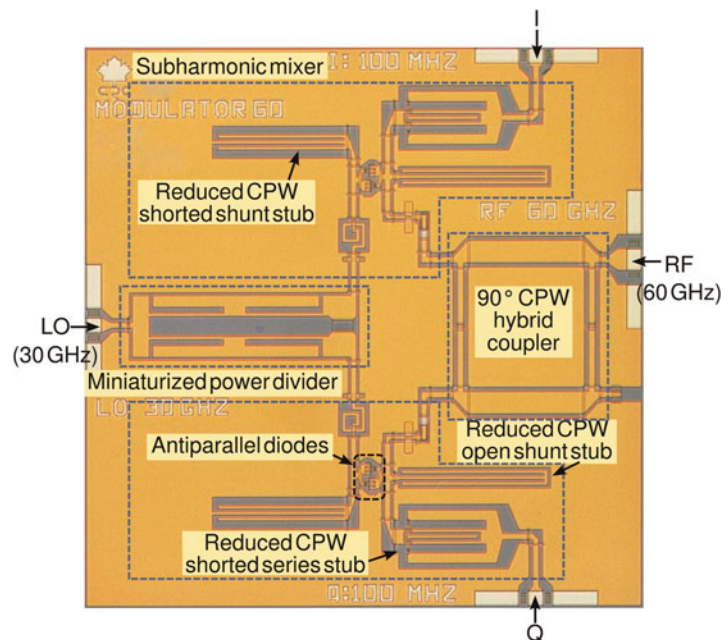 I
Subharmonic mixer
I: 100 MHZ
CPC
MODULATOR 60
Reduced CPW
shorted shunt stub
RF 60 GHZ
RF
(60 GHz)
90° CPW
hybrid
coupler
LO
(30 GHz)
Miniaturized power divider
LO 30 GHZ
Antiparallel diodes
Reduced CPW
open shunt stub
Reduced CPW
shorted series stub
Q:100 MHZ
Q